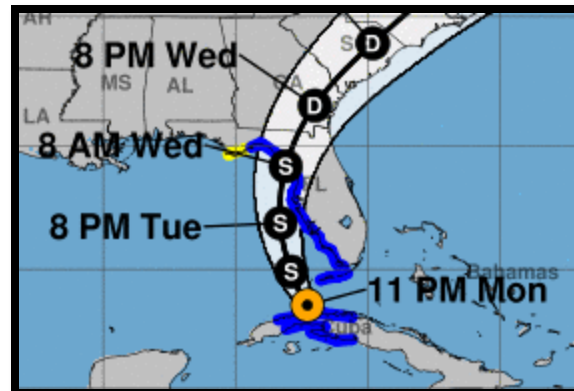 AR
S
8 PM Wed
D
MS
AL
GA
D
LA
8 AM Wed
S
FL
8 PM Tue
S
S
Bahamas
11 PM Mon
Cuba